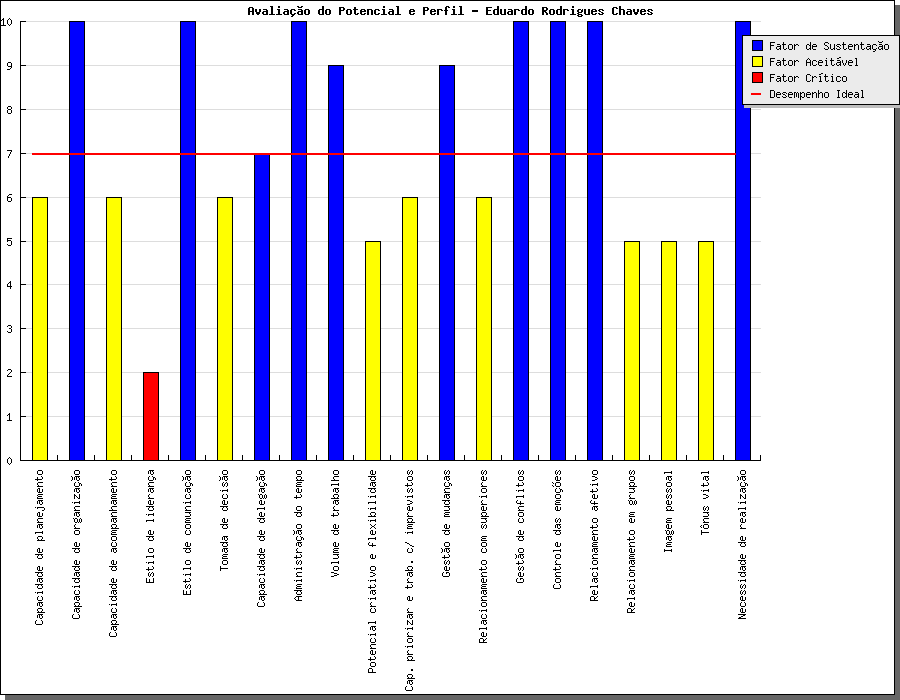 Avaliação do Potencial e Perfil - Eduardo Rodrigues Chaves
10
9
8
7
6
5
4
3
2
1
0
Fator de Sustentação
Fator Aceitável
Fator Crítico
Desempenho Ideal
Capacidade de planejamento
Capacidade de organização
Capacidade de acompanhamento
Estilo de liderança
Estilo de comunicação
Tomada de decisão
Capacidade de delegação
Administração do tempo
Volume de trabalho
Potencial criativo e flexibilidade
Cap. priorizar e trab. c/ imprevistos
Gestão de mudanças
Relacionamento com superiores
Gestão de conflitos
Controle das emoções
Relacionamento afetivo
Relacionamento em grupos
Imagem pessoal
Tônus vital
Necessidade de realização